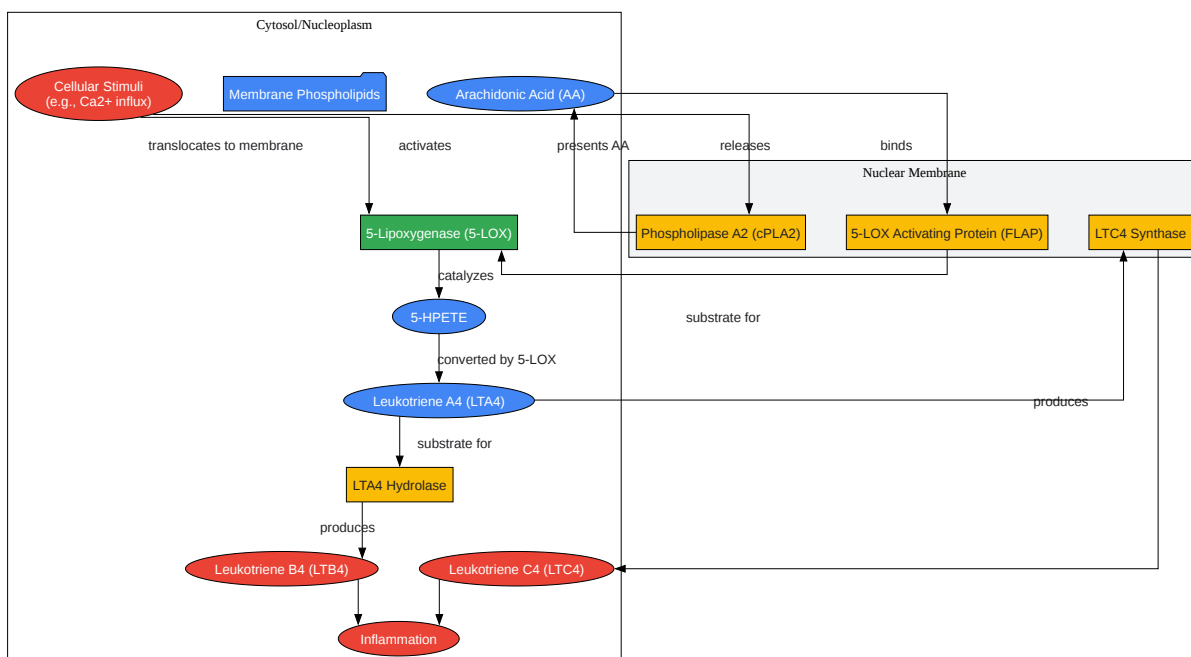 Cytosol/Nucleoplasm
Cellular Stimuli
(e.g., Ca2+ influx)
Membrane Phospholipids
Arachidonic Acid (AA)
translocates to membrane
activates
presents AA
releases
binds
Nuclear Membrane
5-Lipoxygenase (5-LOX)
Phospholipase A2 (cPLA2)
5-LOX Activating Protein (FLAP)
LTC4 Synthase
catalyzes
5-HPETE
substrate for
converted by 5-LOX
Leukotriene A4 (LTA4)
produces
substrate for
LTA4 Hydrolase
produces
Leukotriene B4 (LTB4)
Leukotriene C4 (LTC4)
Inflammation